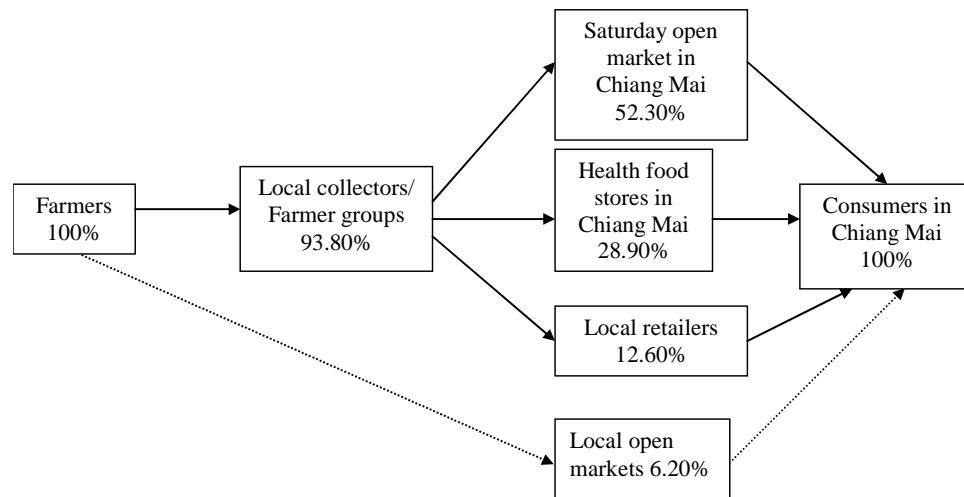 Farmers
100%
Local collectors/
Farmer groups
93.80%
Saturday open
market in
Chiang Mai
52.30%
Health food
stores in
Chiang Mai
28.90%
Local retailers
12.60%
Local open
markets 6.20%
Consumers in
Chiang Mai
100%